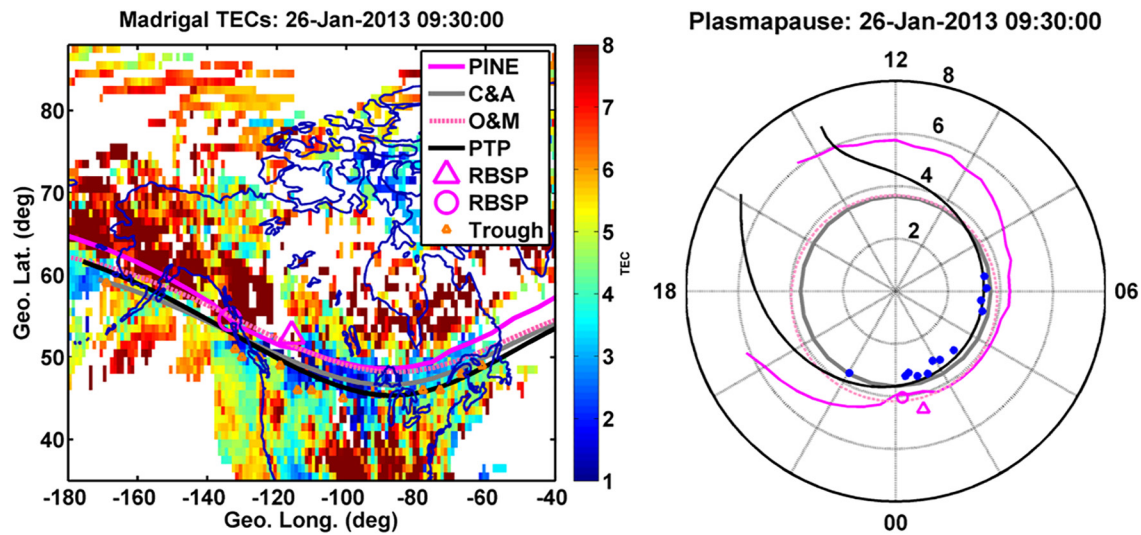 Madrigal TECs: 26-Jan-2013 09:30:00
PINE
C&A
O&M
PTP
RBSP
RBSP
Trough
80
70
60
50
40
Geo. Lat. (deg)
-180 -160 -140 -120 -100 -80 -60 -40
Geo. Long. (deg)
8
7
6
5
4
3
2
1
TEC
Plasmapause: 26-Jan-2013 09:30:00
12
8
6
4
2
18
06
00